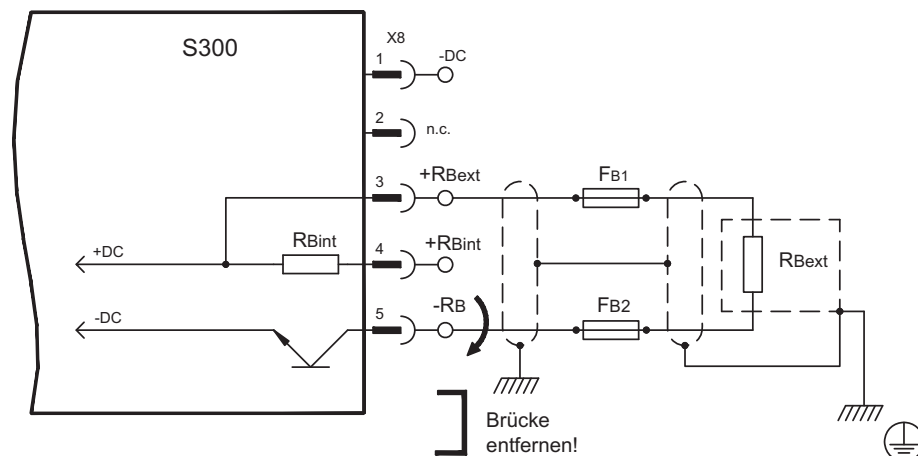 S300
X8
1
-DC
2
n.c.
3
+RBext
FB1
+DC
RBint
4
+RBint
RBext
-DC
5
-RB
FB2
Brücke
entfernen!